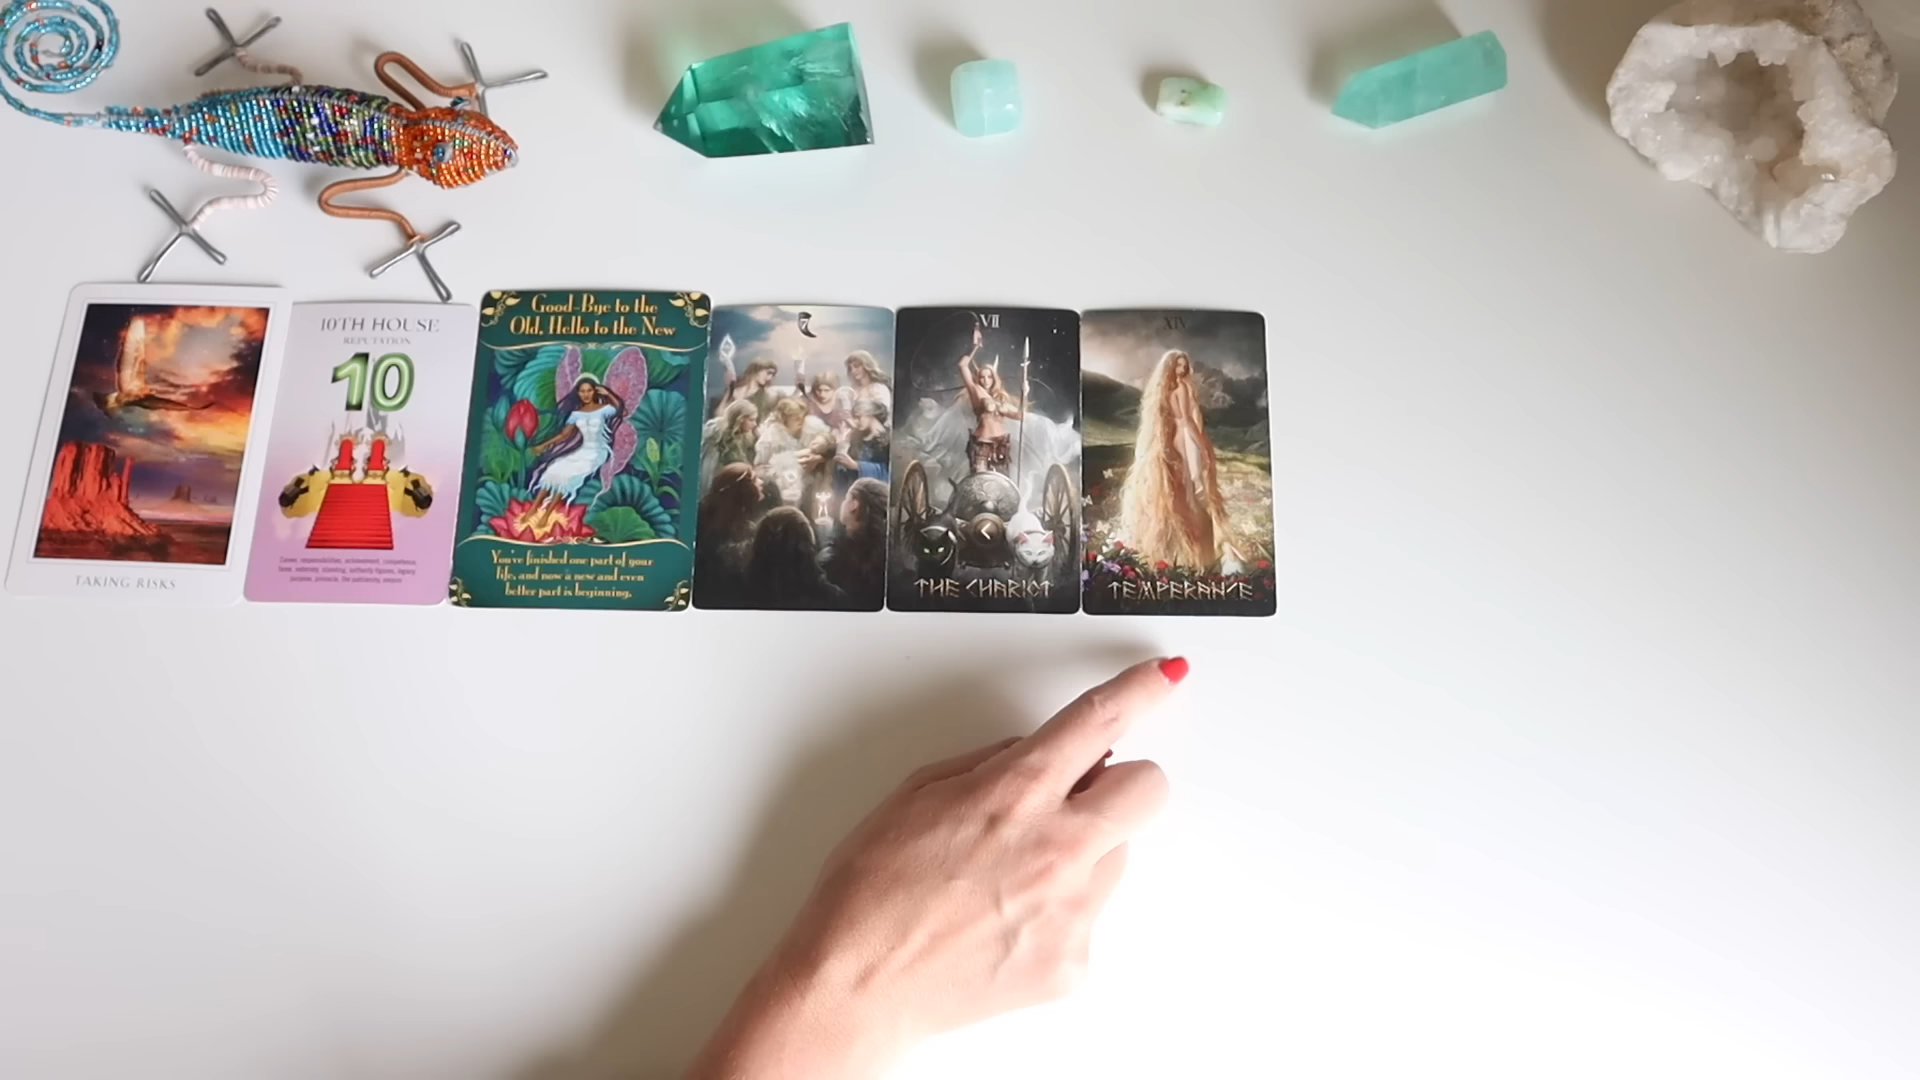 TAKING RISKS
10TH HOUSE
REPUTATION
10
Good-Bye to the
Old, Hello to the New
You've finished one part of your
life, and now a new and even
better part is beginning.
7
VII
THE CHARIOT
XIV
TEMPERANCE